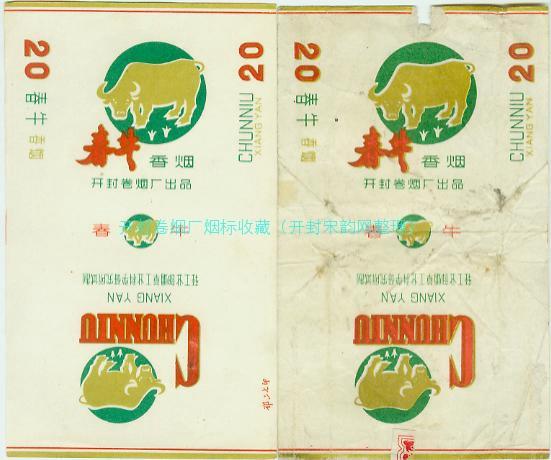 20
春牛 香烟
CHUNNIU
XIANG YAN
20
春牛
香烟
开封卷烟厂出品
春 牛
XIANG YAN
CHUNNIU
20
春牛 香烟
CHUNNIU
XIANG YAN
20
春牛
香烟
开封卷烟厂出品
春 牛
XIANG YAN
CHUNNIU
开封卷烟厂烟标收藏（开封宋韵网整理）